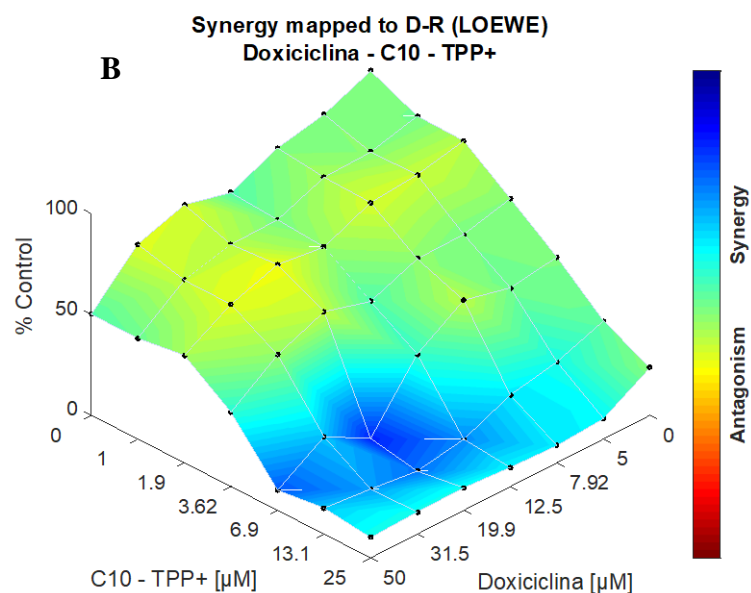 Synergy mapped to D-R (LOEWE)
Doxiciclina - C10 - TPP+
B
100
50
0
% Control
0
1
1.9
3.62
6.9
13.1
25
C10 - TPP+ [µM]
50
31.5
19.9
12.5
7.92
5
0
Doxiciclina [µM]
Synergy
Antagonism